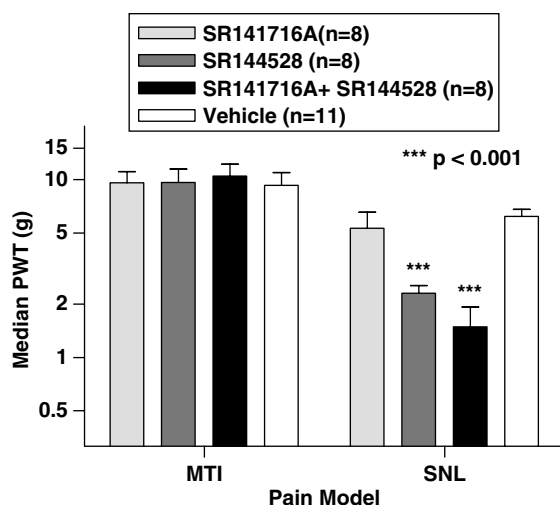 SR141716A(n=8)
SR144528 (n=8)
SR141716A+ SR144528 (n=8)
Vehicle (n=11)
*** p < 0.001
Median PWT (g)
15
10
5
2
1
0.5
***
***
MTI
SNL
Pain Model